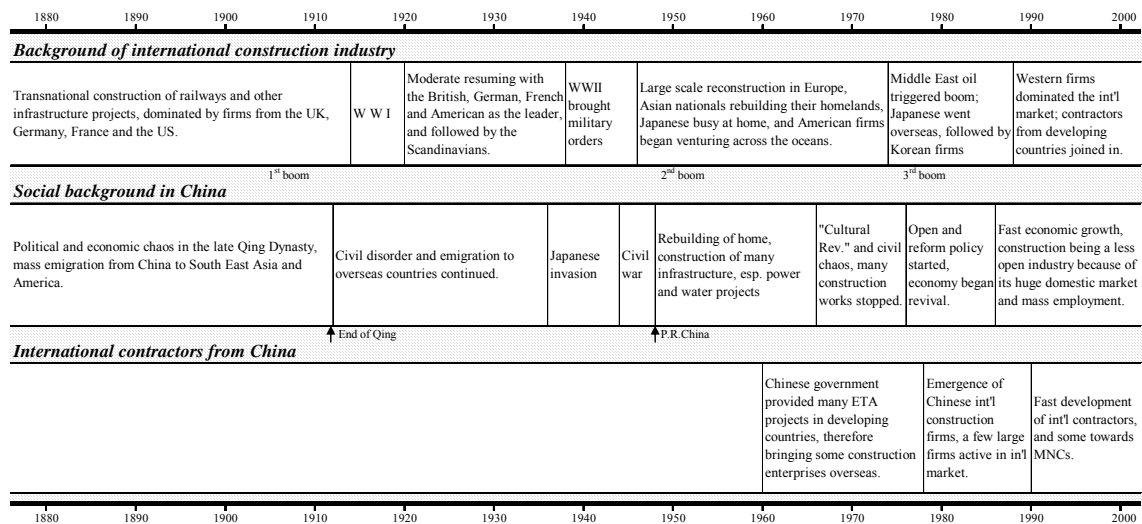 1880 1890 1900 1910 1920 1930 1940 1950 1960 1970 1980 1990 2000
Background of international construction industry
Transnational construction of railways and other
infrastructure projects, dominated by firms from the UK,
Germany, France and the US.
W W I
Moderate resuming with
the British, German, French
and American as the leader,
and followed by the
Scandinavians.
WWII
brought
military
orders
Large scale reconstruction in Europe,
Asian nationals rebuilding their homelands,
Japanese busy at home, and American firms
began venturing across the oceans.
Middle East oil
triggered boom;
Japanese went
overseas, followed by
Korean firms
Western firms
dominated the int'l
market; contractors
from developing
countries joined in.
1st boom
2nd boom
3rd boom
Social background in China
Political and economic chaos in the late Qing Dynasty,
mass emigration from China to South East Asia and
America.
Civil disorder and emigration to
overseas countries continued.
Japanese
invasion
Civil
war
Rebuilding of home,
construction of many
infrastructure, esp. power
and water projects
"Cultural
Rev." and civil
chaos, many
construction
works stopped.
Open and
reform policy
started,
economy began
revival.
Fast economic growth,
construction being a less
open industry because of
its huge domestic market
and mass employment.
End of Qing
P.R.China
International contractors from China
Chinese government
provided many ETA
projects in developing
countries, therefore
bringing some construction
enterprises overseas.
Emergence of
Chinese int'l
construction
firms, a few large
firms active in in'l
market.
Fast development
of int'l contractors,
and some towards
MNCs.
1880 1890 1900 1910 1920 1930 1940 1950 1960 1970 1980 1990 2000